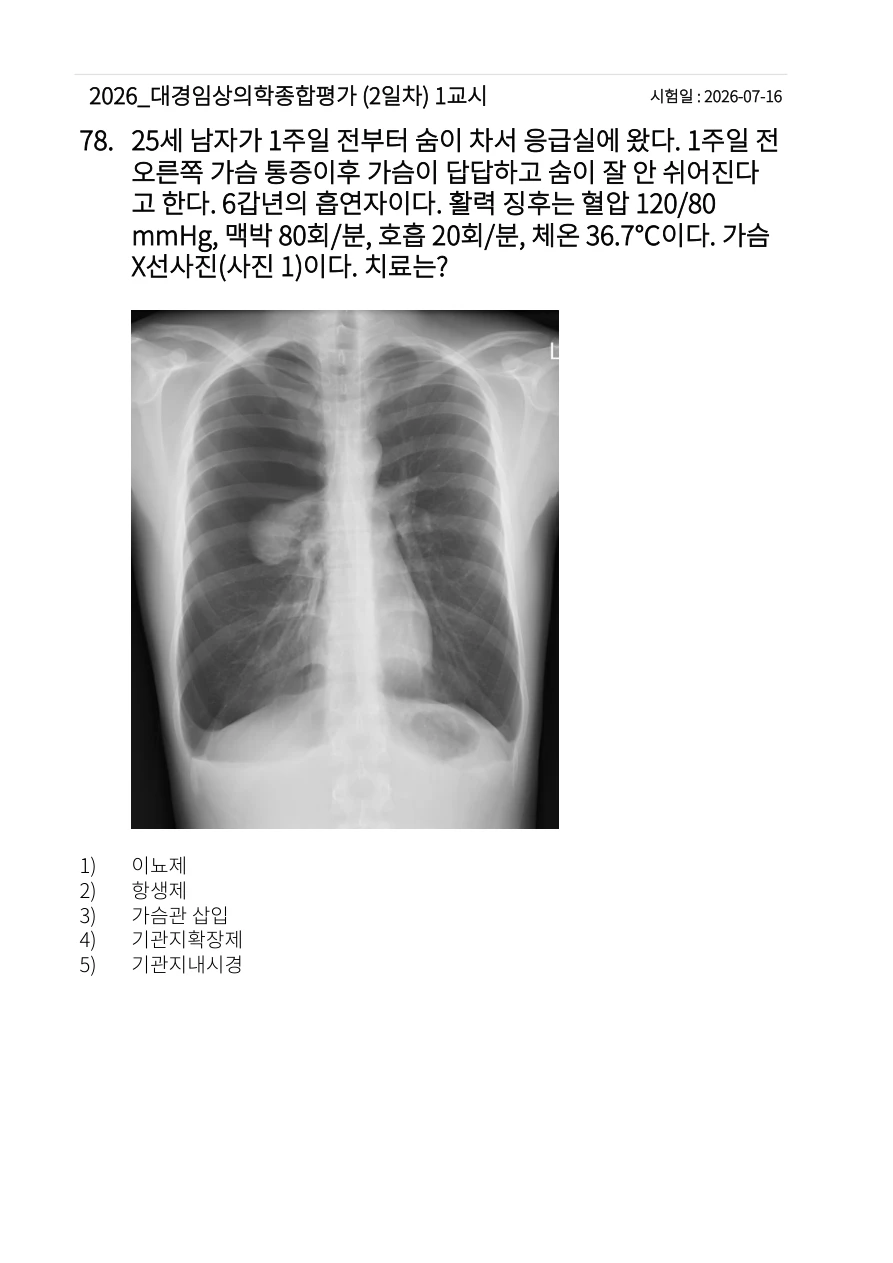 2026_대경임상의학종합평가 (2일차) 1교시
시험일 : 2026-07-16
78. 25세 남자가 1주일 전부터 숨이 차서 응급실에 왔다. 1주일 전
오른쪽 가슴 통증이후 가슴이 답답하고 숨이 잘 안 쉬어진다
고 한다. 6갑년의 흡연자이다. 활력 징후는 혈압 120/80
mmHg, 맥박 80회/분, 호흡 20회/분, 체온 36.7℃이다. 가슴
X선사진(사진 1)이다. 치료는?
L
1) 이뇨제
2) 항생제
3) 가슴관 삽입
4) 기관지확장제
5) 기관지내시경